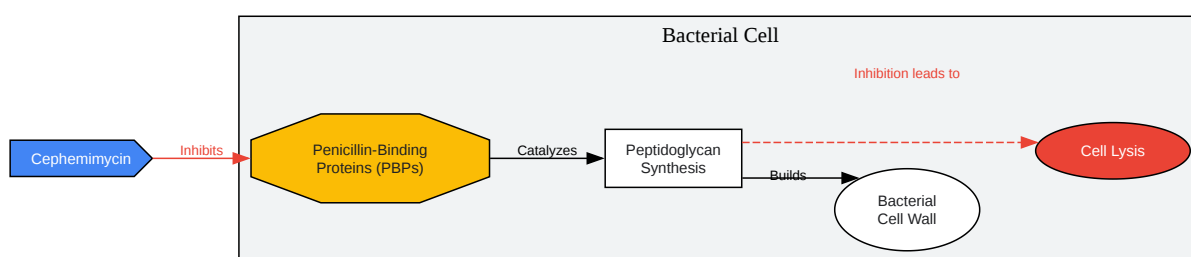 Bacterial Cell
Inhibition leads to
Cephemimycin
Inhibits
Penicillin-Binding
Proteins (PBPs)
Catalyzes
Peptidoglycan
Synthesis
Builds
Bacterial
Cell Wall
Cell Lysis